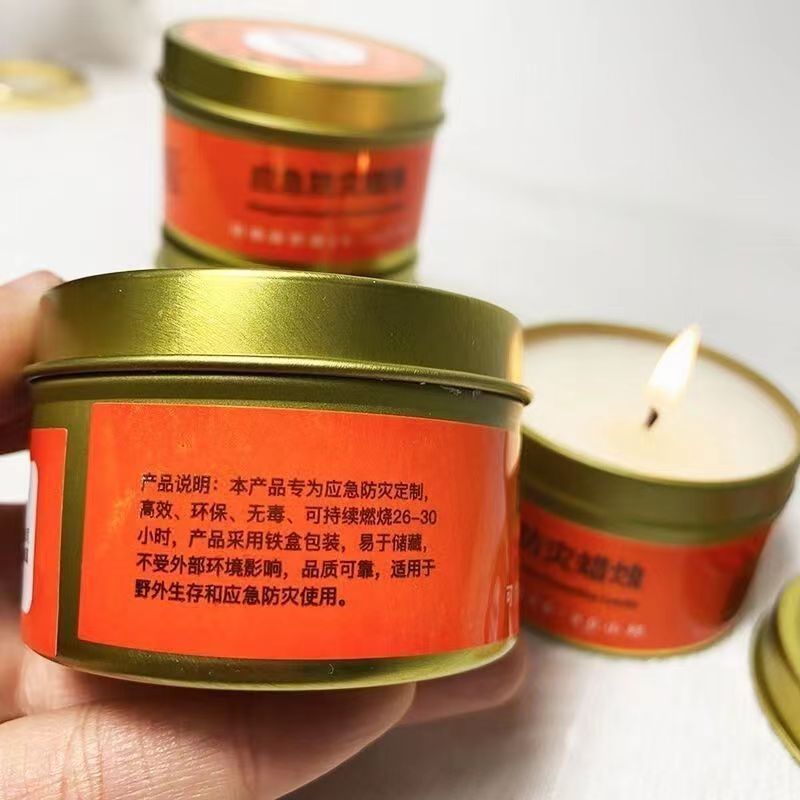 应急防灾蜡烛
产品说明：本产品专为应急防灾定制，
高效、环保、无毒、可持续燃烧26-30
小时，产品采用铁盒包装，易于储藏，
不受外部环境影响，品质可靠，适用于
野外生存和应急防灾使用。
可
防灾蜡烛